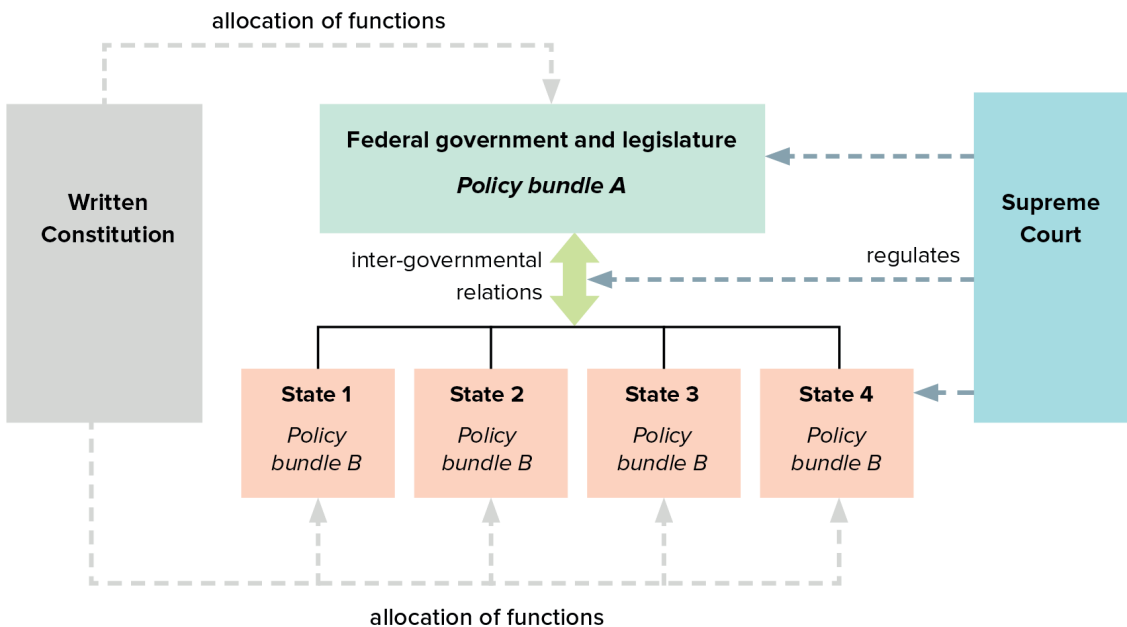 allocation of functions
Federal government and legislature
Policy bundle A
Written
Constitution
Supreme
Court
inter-governmental
relations
regulates
State 1
Policy
bundle B
State 2
Policy
bundle B
State 3
Policy
bundle B
State 4
Policy
bundle B
allocation of functions